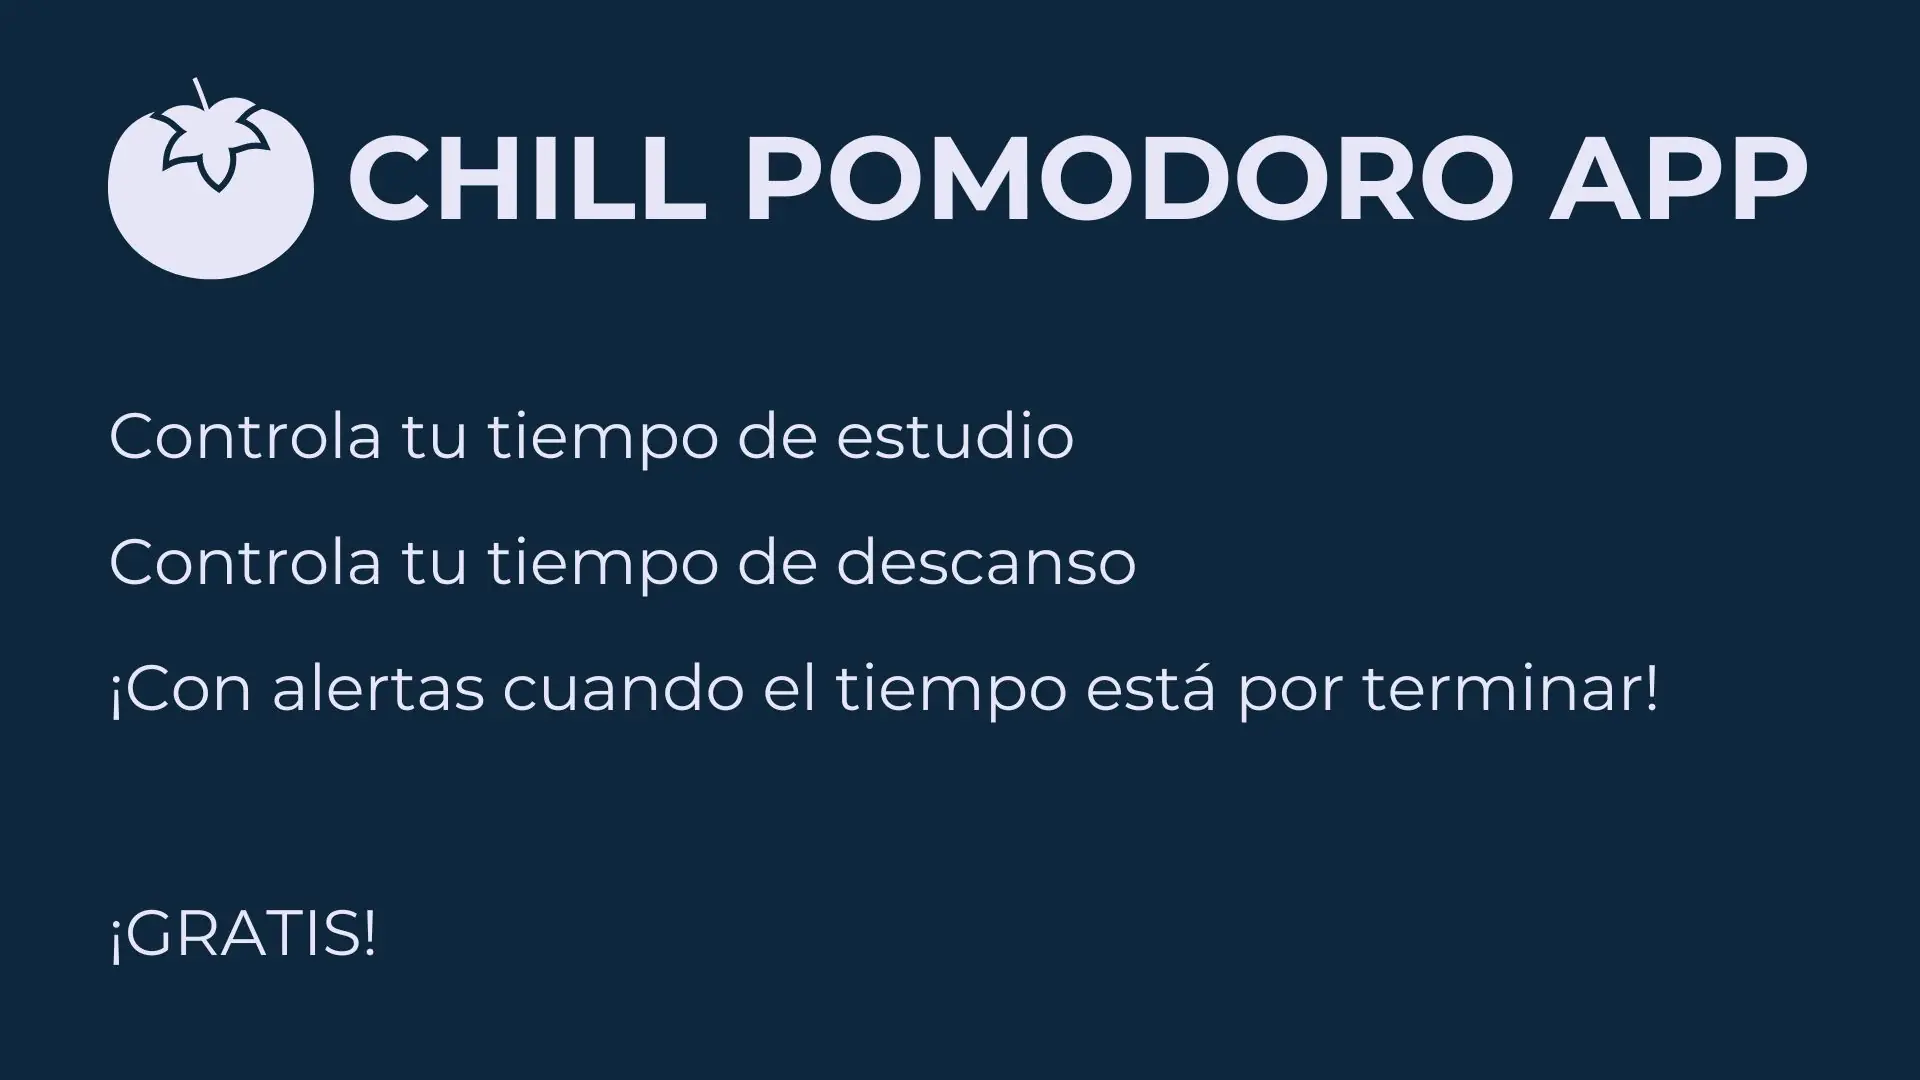 CHILL POMODORO APP
Controla tu tiempo de estudio
Controla tu tiempo de descanso
¡Con alertas cuando el tiempo está por terminar!
¡GRATIS!